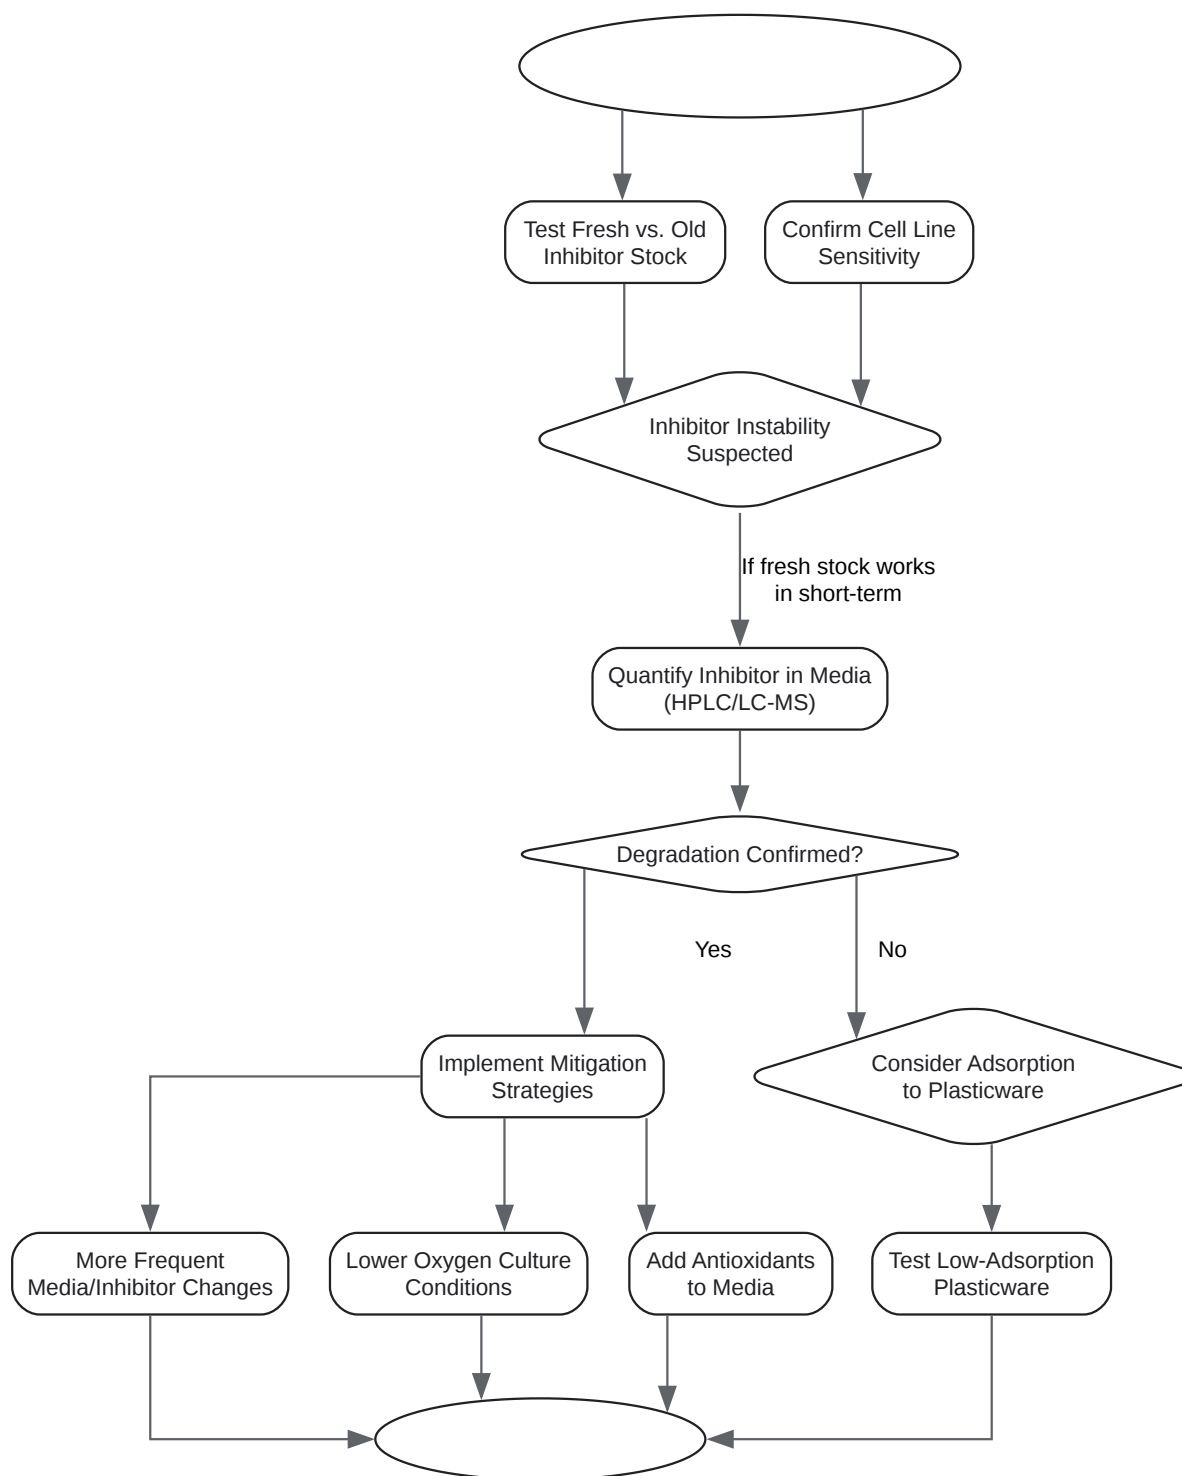 Test Fresh vs. Old
Inhibitor Stock
Confirm Cell Line
Sensitivity
Inhibitor Instability
Suspected
If fresh stock works
in short-term
Quantify Inhibitor in Media
(HPLC/LC-MS)
Degradation Confirmed?
Yes
No
Implement Mitigation
Strategies
Consider Adsorption
to Plasticware
More Frequent
Media/Inhibitor Changes
Lower Oxygen Culture
Conditions
Add Antioxidants
to Media
Test Low-Adsorption
Plasticware